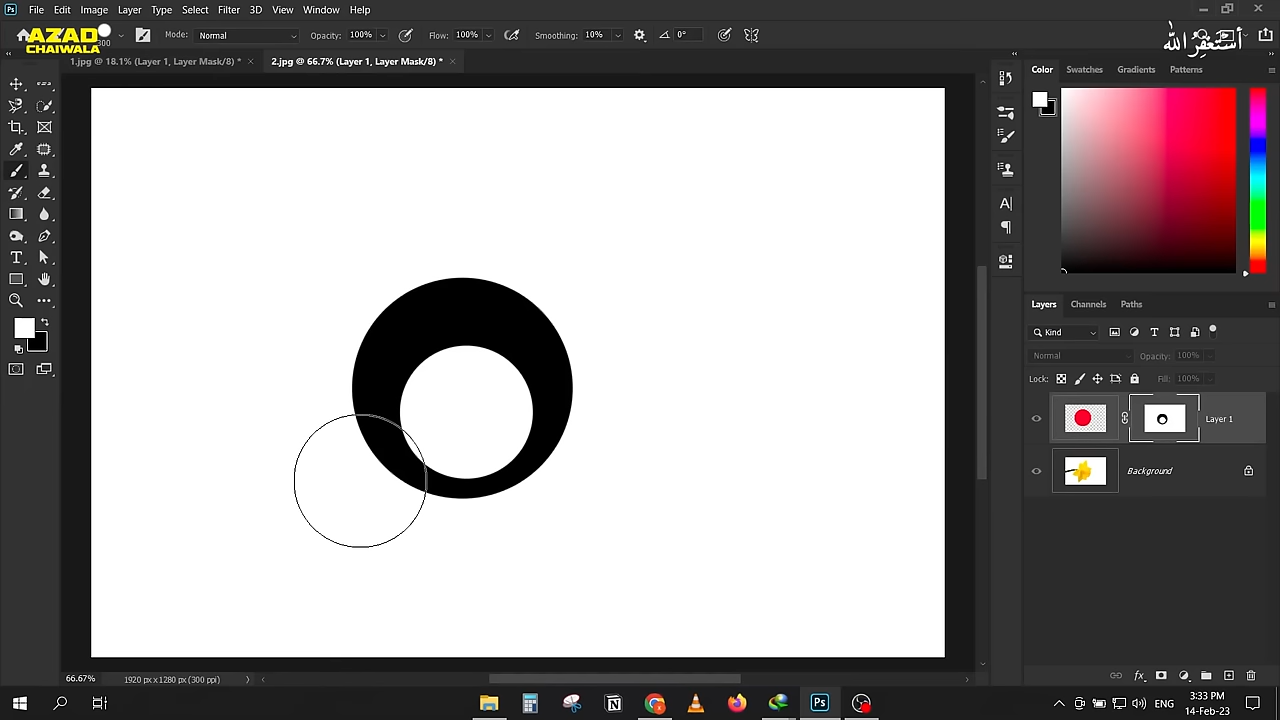 File Edit Image Layer Type Select Filter 3D View Window Help
AZAD
CHAIWALA
300
Mode: Normal Opacity: 100% Flow: 100% Smoothing: 10% 0°
أستغفر الله
1.jpg @ 18.1% (Layer 1, Layer Mask/8) * 2.jpg @ 66.7% (Layer 1, Layer Mask/8) *
Color Swatches Gradients Patterns
Layers Channels Paths
Kind
Normal Opacity: 100%
Lock: Fill: 100%
Layer 1
Background
66.67% 1920 px x 1280 px (300 ppi)
ENG 3:33 PM
14-Feb-23